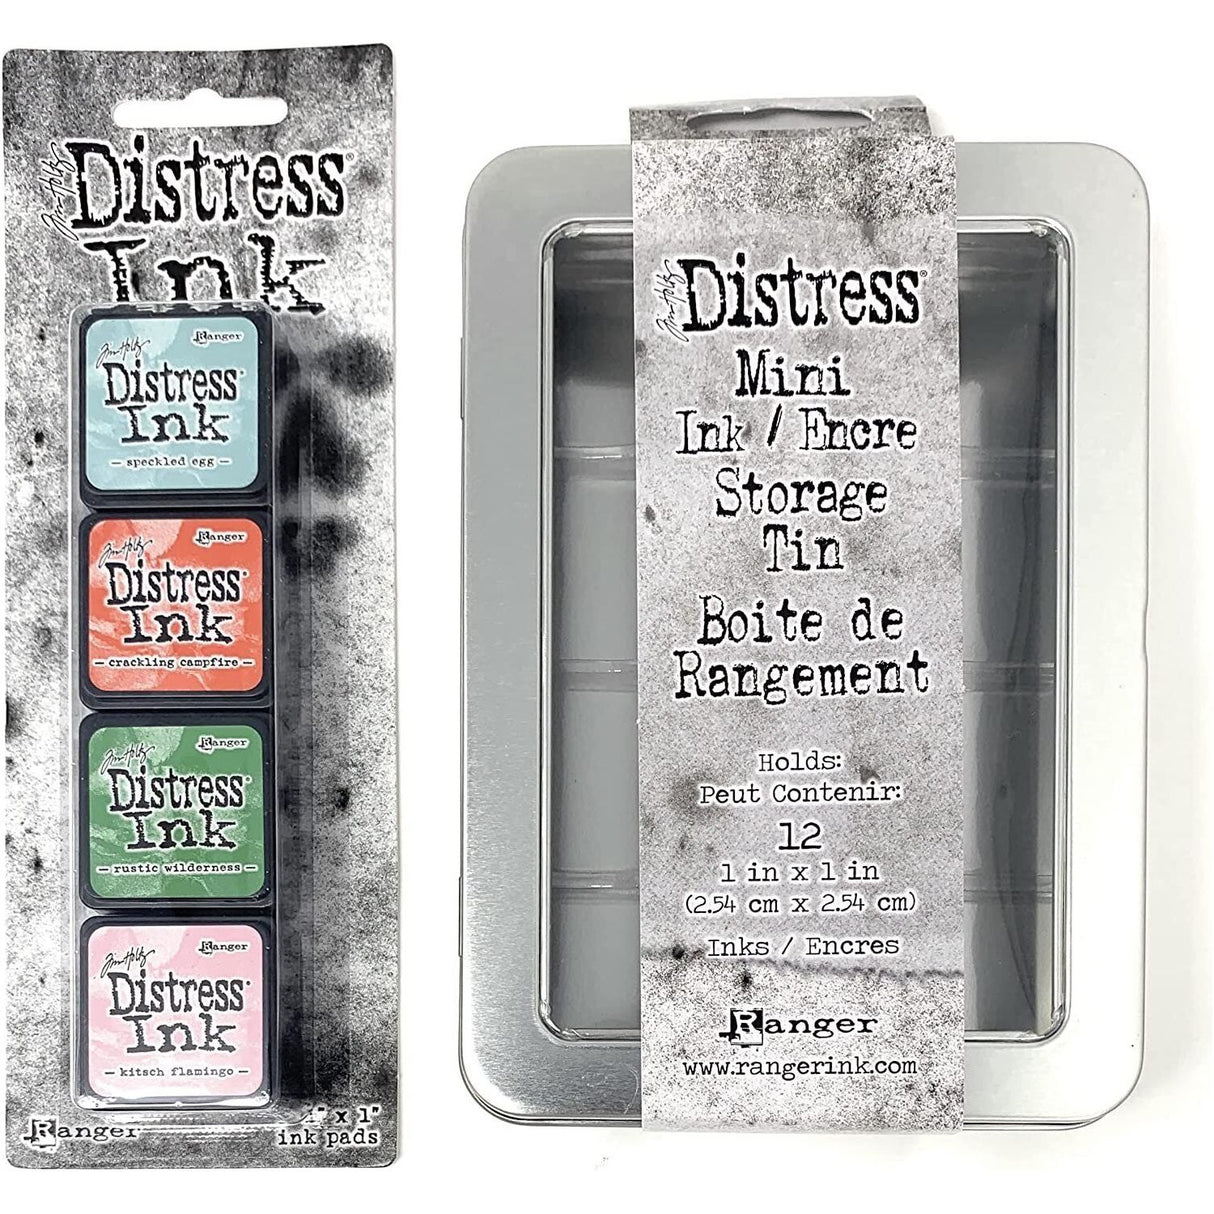 Tim Holtz
Distress®
Ink
Tim Holtz
Ranger
Distress®
Ink
– speckled egg –
Tim Holtz
Ranger
Distress®
Ink
– crackling campfire –
Tim Holtz
Ranger
Distress®
Ink
– rustic wilderness –
Tim Holtz
Ranger
Distress®
Ink
– kitsch flamingo –
Ranger
1" x 1"
ink pads
Tim Holtz
Distress®
Mini
Ink / Encre
Storage
Tin
Boite de
Rangement
Holds:
Peut Contenir:
12
1 in x 1 in
(2.54 cm x 2.54 cm)
Inks / Encres
Ranger
www.rangerink.com